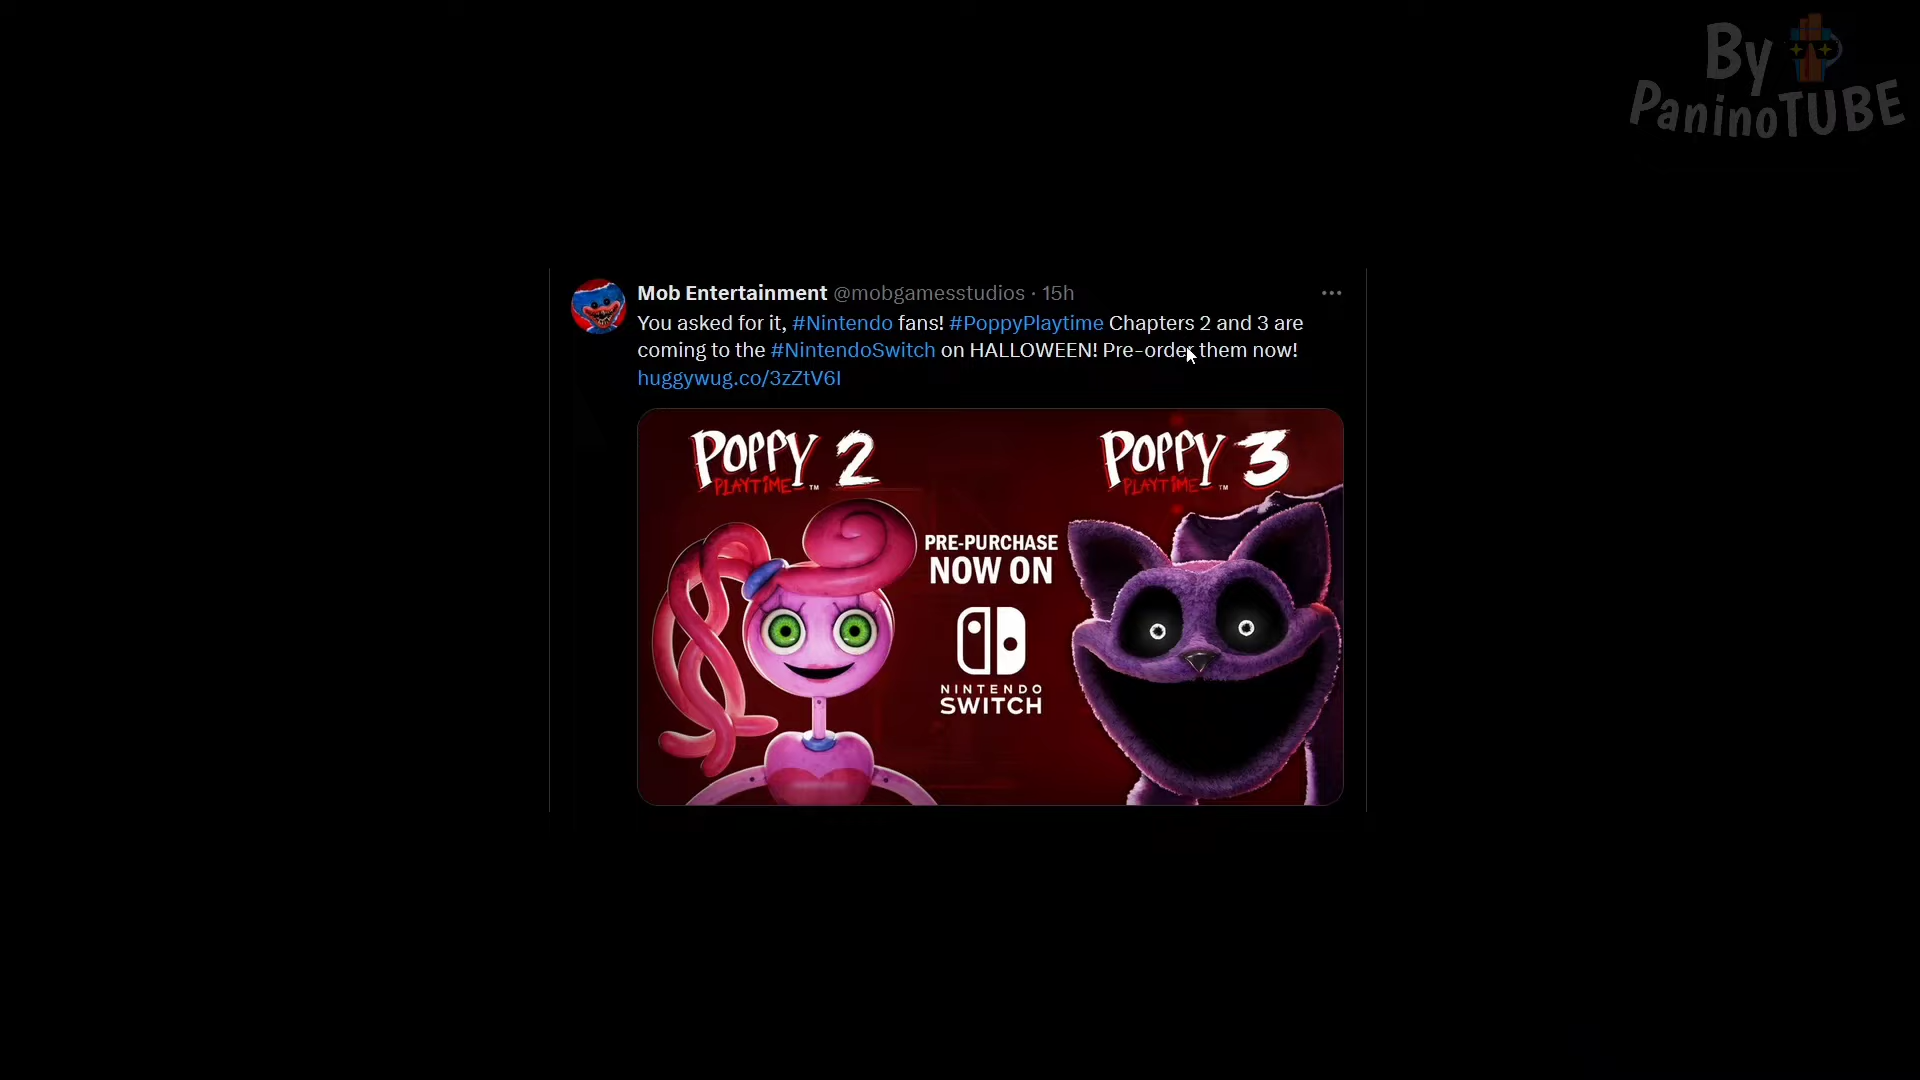 By
PaninoTUBE
Mob Entertainment @mobgamesstudios · 15h
You asked for it, #Nintendo fans! #PoppyPlaytime Chapters 2 and 3 are
coming to the #NintendoSwitch on HALLOWEEN! Pre-order them now!
huggywug.co/3zZtV6I
POPPY 2
PLAYTIME™
POPPY 3
PLAYTIME™
PRE-PURCHASE
NOW ON
NINTENDO
SWITCH